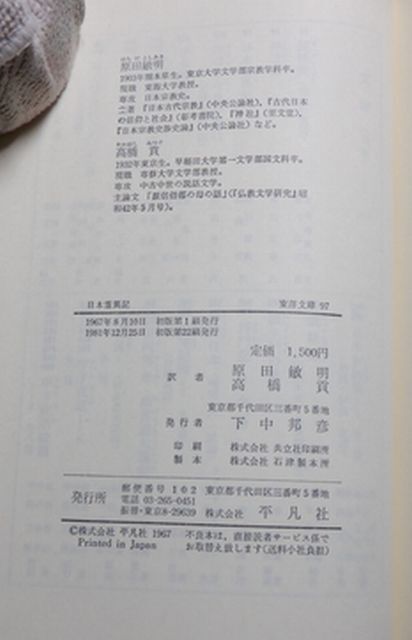 はらだ としあき
原田敏明
1903年熊本県生。東京大学文学部宗教学科卒。
現職 東海大学教授。
専攻 日本宗教史。
主著 『日本古代宗教』(中央公論社)、『古代日本
の信仰と社会』(彰考書院)、『神社』(至文堂)、
『日本宗教交渉史論』(中央公論社)など。
たかはし みつぐ
高橋 貢
1932年東京生。早稲田大学第一文学部国文科卒。
現職 専修大学文学部教授。
専攻 中古中世の説話文学。
主論文 (『仏教文学研究』昭
和42年5月号)。
日本霊異記 東洋文庫 97
1967年8月10日 初版第1刷発行
1981年12月25日 初版第22刷発行
定価 1,500円
訳者 原田敏明
高橋 貢
東京都千代田区三番町5番地
発行者 下中邦彦
印刷 株式会社 共立社印刷所
製本 株式会社 石津製本所
発行所 郵便番号 102 東京都千代田区三番町5番地
電話 03-265-0451
振替・東京8-29639 株式会社 平凡社
©株式会社 平凡社 1967 不良本は、直接読者サービス係で
Printed in Japan お取替え致します(送料小社負担)